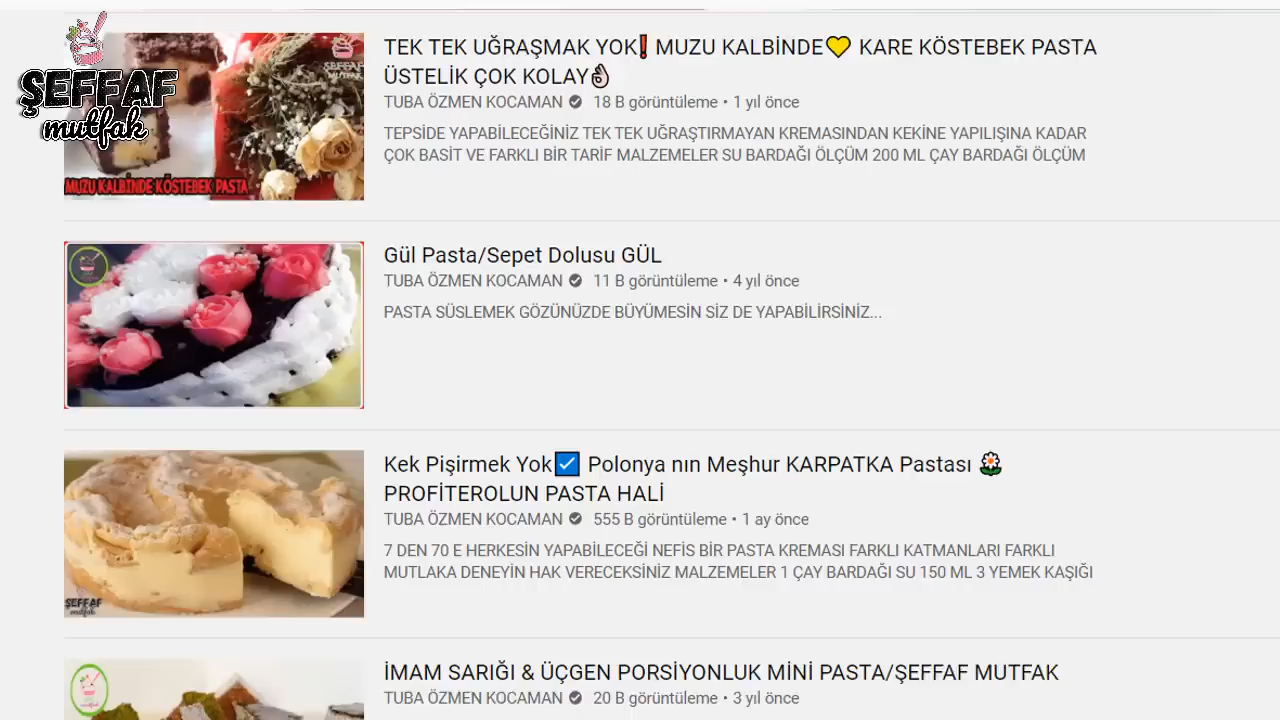 ŞEFFAF
mutfak
ŞEFFAF
MUTFAK
MUZU KALBİNDE KÖSTEBEK PASTA
TEK TEK UĞRAŞMAK YOK❗ MUZU KALBİNDE💛 KARE KÖSTEBEK PASTA
ÜSTELİK ÇOK KOLAY👌🏻
TUBA ÖZMEN KOCAMAN 18 B görüntüleme • 1 yıl önce
TEPSİDE YAPABİLECEĞİNİZ TEK TEK UĞRAŞTIRMAYAN KREMASINDAN KEKİNE YAPILIŞINA KADAR
ÇOK BASİT VE FARKLI BİR TARİF MALZEMELER SU BARDAĞI ÖLÇÜM 200 ML ÇAY BARDAĞI ÖLÇÜM
Gül Pasta/Sepet Dolusu GÜL
TUBA ÖZMEN KOCAMAN 11 B görüntüleme • 4 yıl önce
PASTA SÜSLEMEK GÖZÜNÜZDE BÜYÜMESİN SİZ DE YAPABİLİRSİNİZ...
ŞEFFAF
mutfak
Kek Pişirmek Yok☑️ Polonya nın Meşhur KARPATKA Pastası 🌼
PROFİTEROLUN PASTA HALİ
TUBA ÖZMEN KOCAMAN 555 B görüntüleme • 1 ay önce
7 DEN 70 E HERKESİN YAPABİLECEĞİ NEFİS BİR PASTA KREMASI FARKLI KATMANLARI FARKLI
MUTLAKA DENEYİN HAK VERECEKSİNİZ MALZEMELER 1 ÇAY BARDAĞI SU 150 ML 3 YEMEK KAŞIĞI
İMAM SARIĞI & ÜÇGEN PORSİYONLUK MİNİ PASTA/ŞEFFAF MUTFAK
TUBA ÖZMEN KOCAMAN 20 B görüntüleme • 3 yıl önce